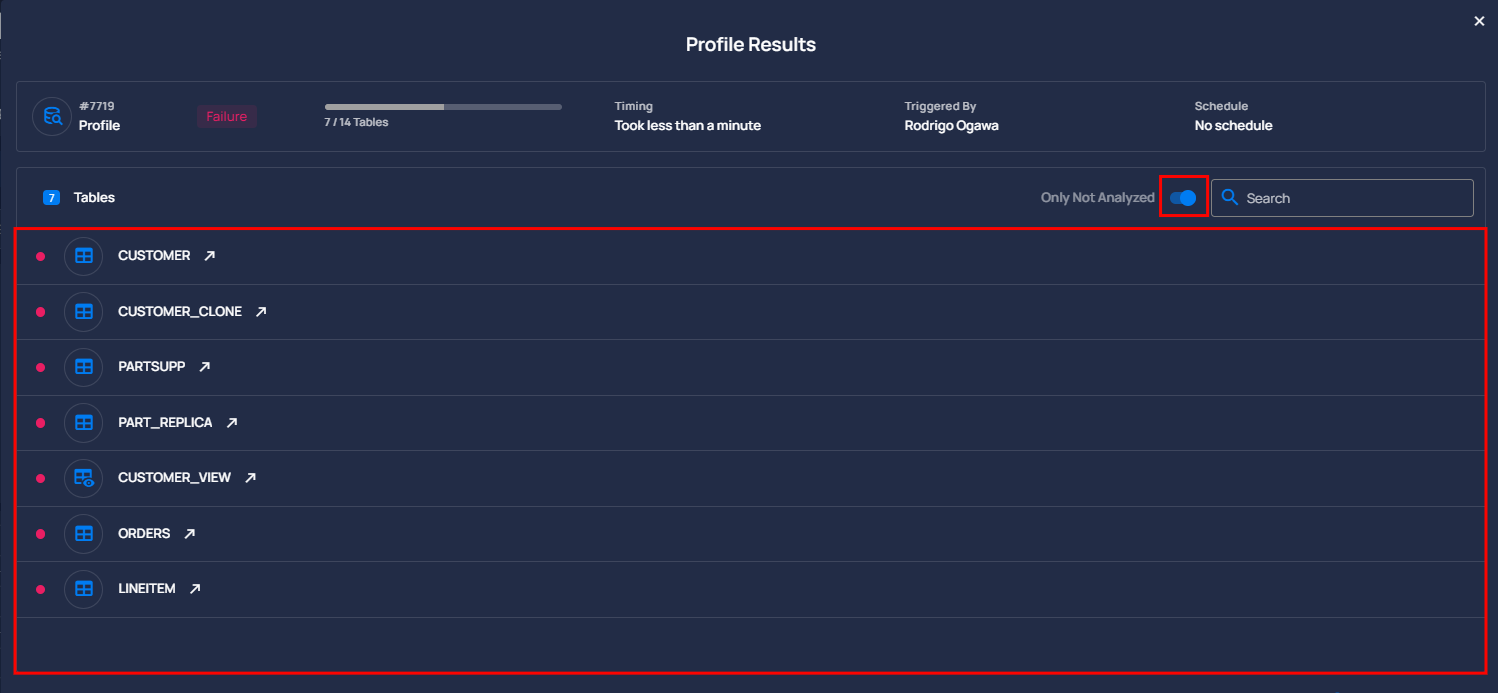 Profile Results
#7719
Profile
Failure
7 / 14 Tables
Timing
Took less than a minute
Triggered By
Rodrigo Ogawa
Schedule
No schedule
7 Tables
Only Not Analyzed
Search
CUSTOMER
CUSTOMER_CLONE
PARTSUPP
PART_REPLICA
CUSTOMER_VIEW
ORDERS
LINEITEM